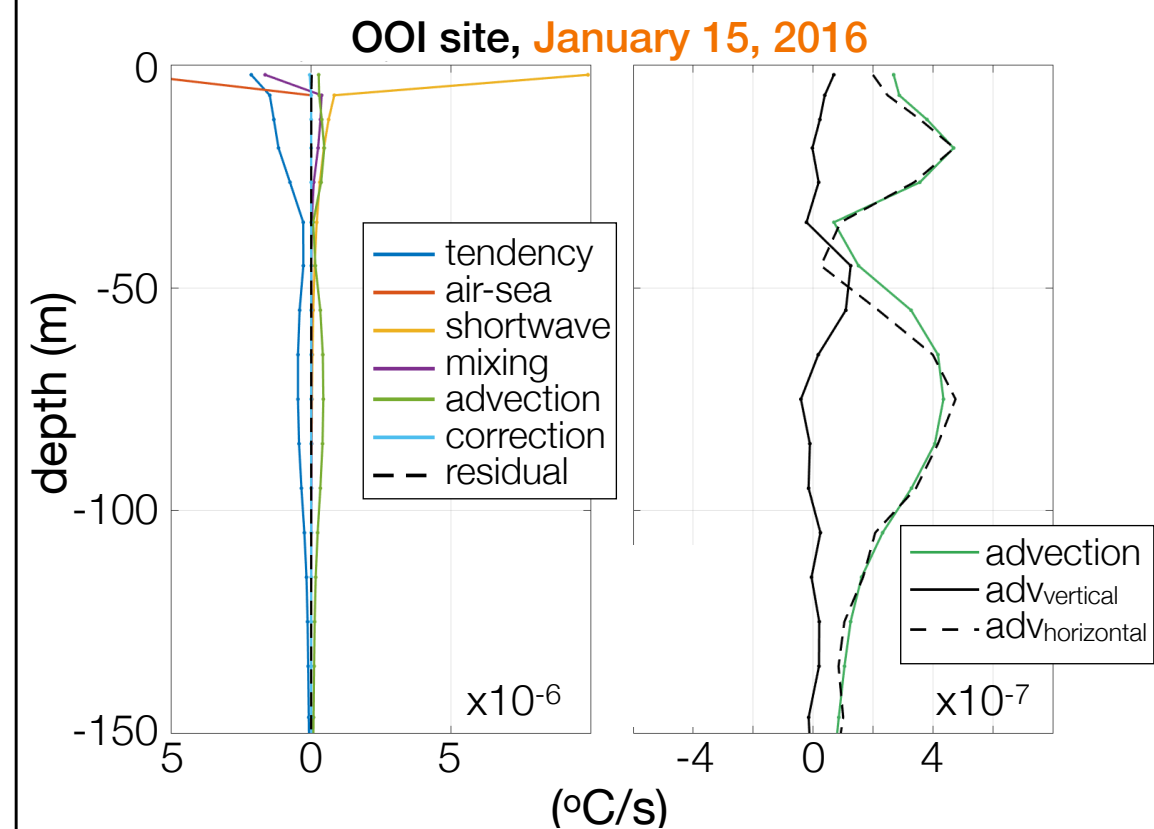 OOI site, January 15, 2016
0
-50
-100
-150
depth (m)
tendency
air-sea
shortwave
mixing
advection
correction
residual
x10-6
5
0
5
advection
advvertical
advhorizontal
x10-7
-4
0
4
(oC/s)